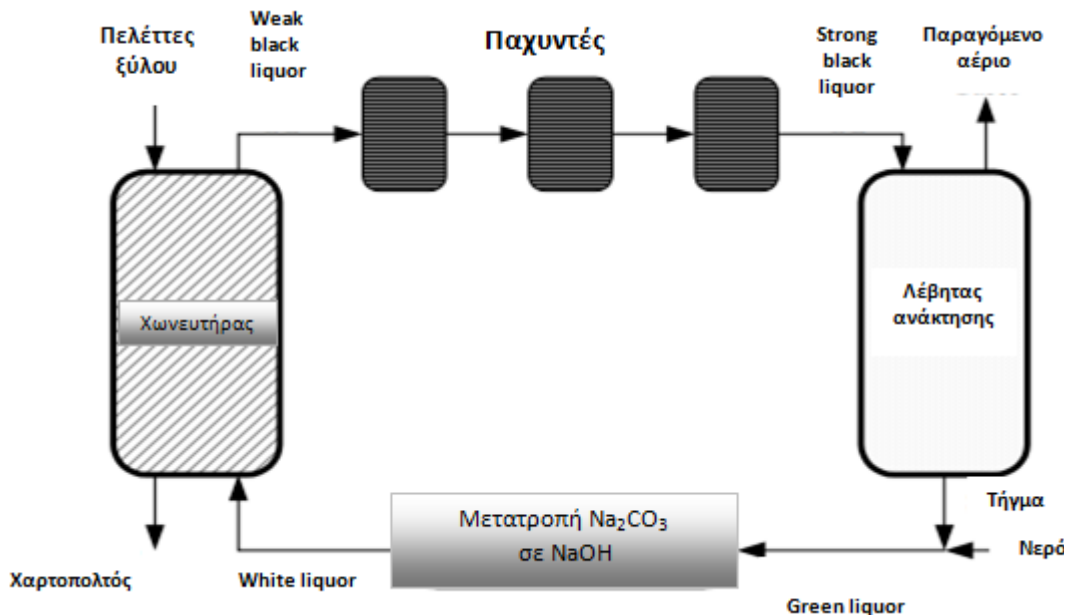 Πελέττες
ξύλου
Weak
black
liquor
Παχυντές
Strong
black
liquor
Παραγόμενο
αέριο
Χωνευτήρας
Λέβητας
ανάκτησης
Τήγμα
Μετατροπή Na₂CO₃
σε NaOH
Νερό
Χαρτοπολτός
White liquor
Green liquor